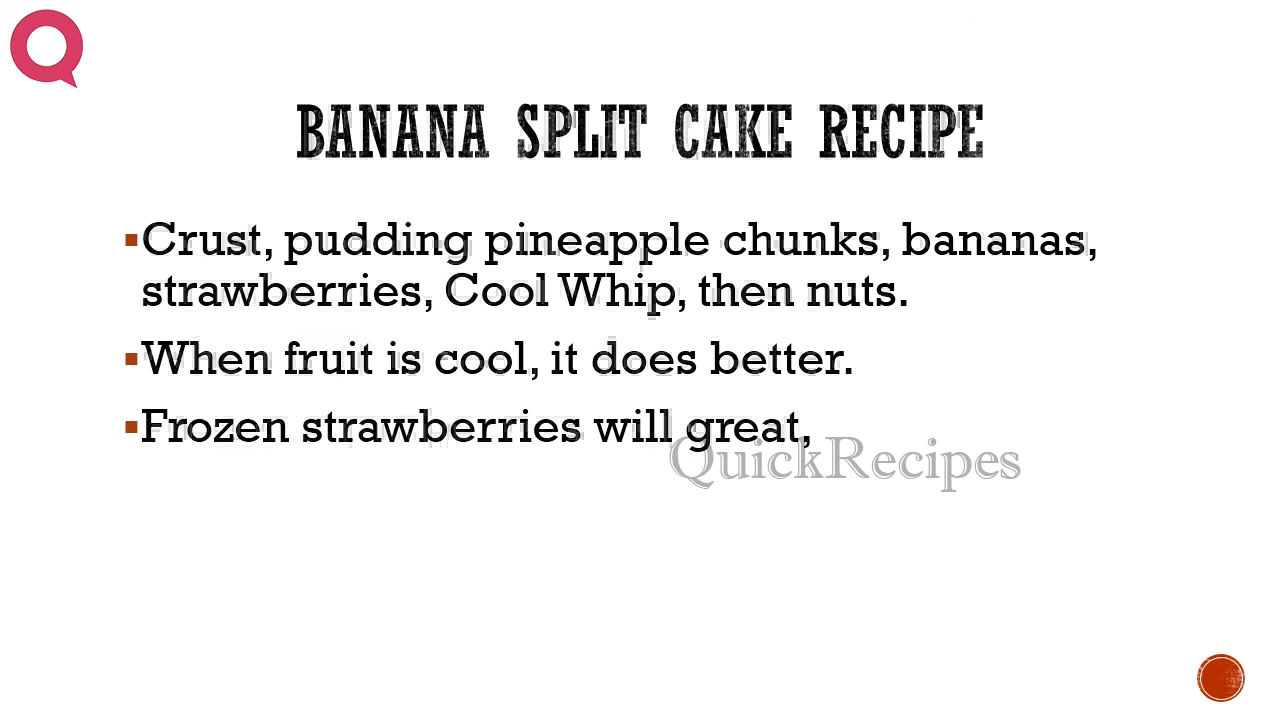 BANANA SPLIT CAKE RECIPE
▪Crust, pudding pineapple chunks, bananas,
strawberries, Cool Whip, then nuts.
▪When fruit is cool, it does better.
▪Frozen strawberries will great,
QuickRecipes